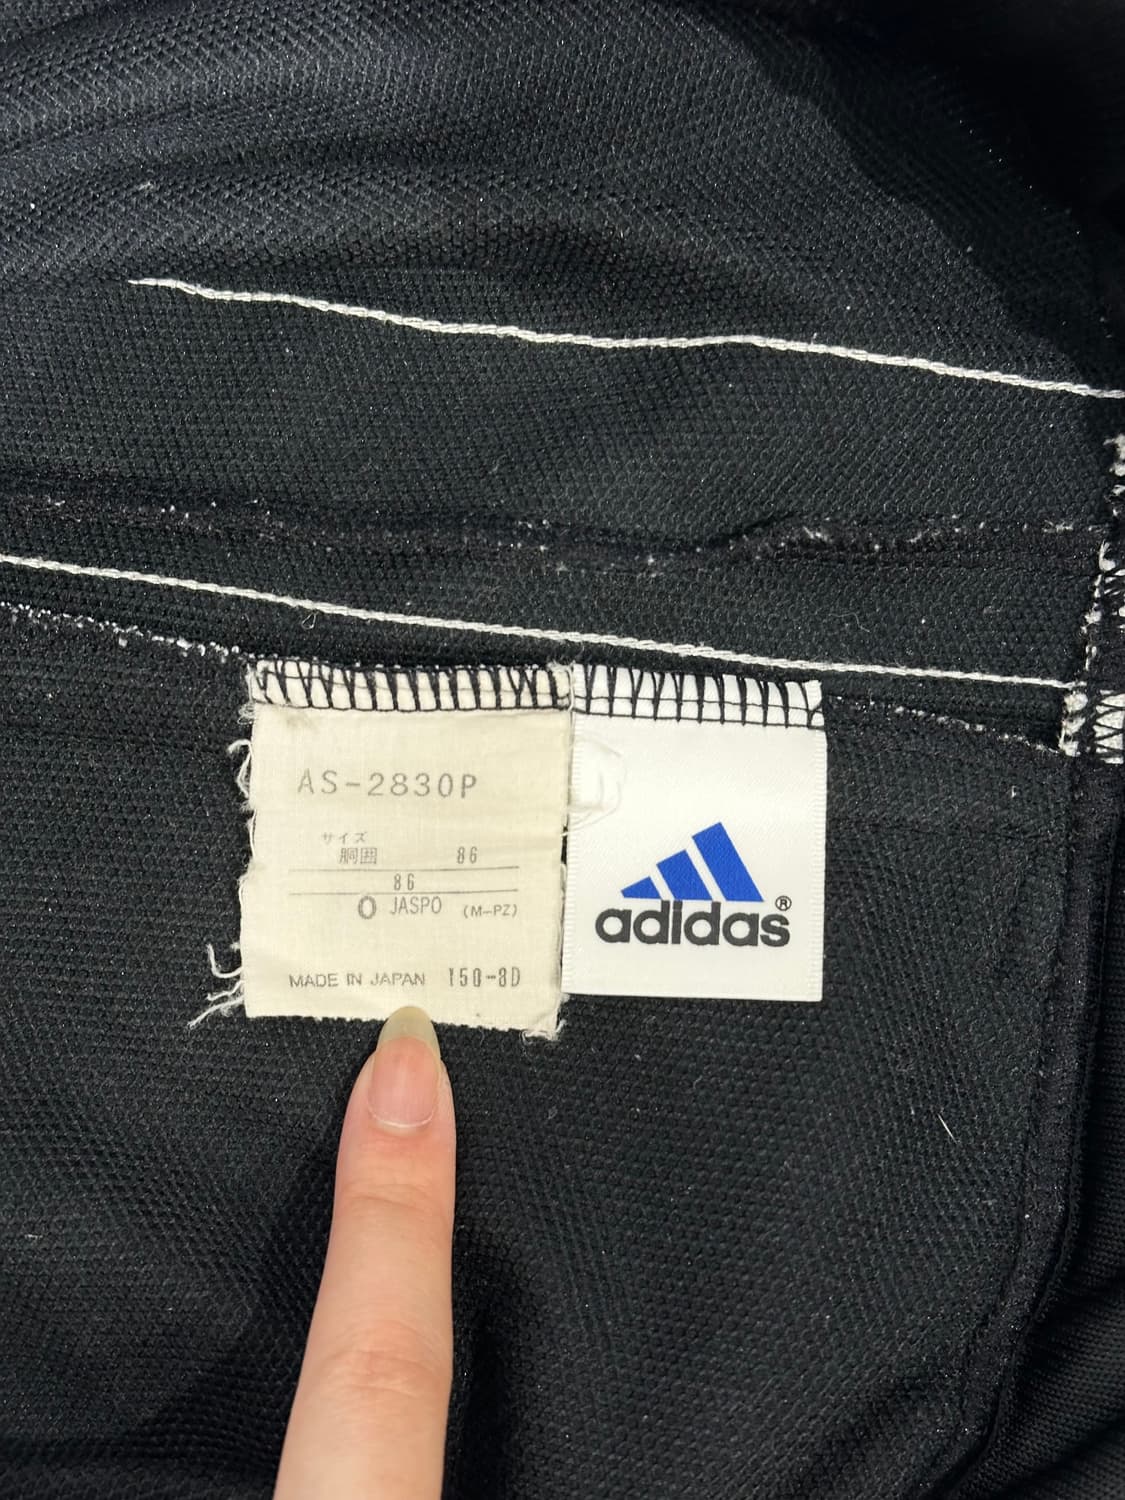 AS-2830P
サイズ
胴囲 86
86
O JASPO (M-PZ)
MADE IN JAPAN 150-8D
adidas®